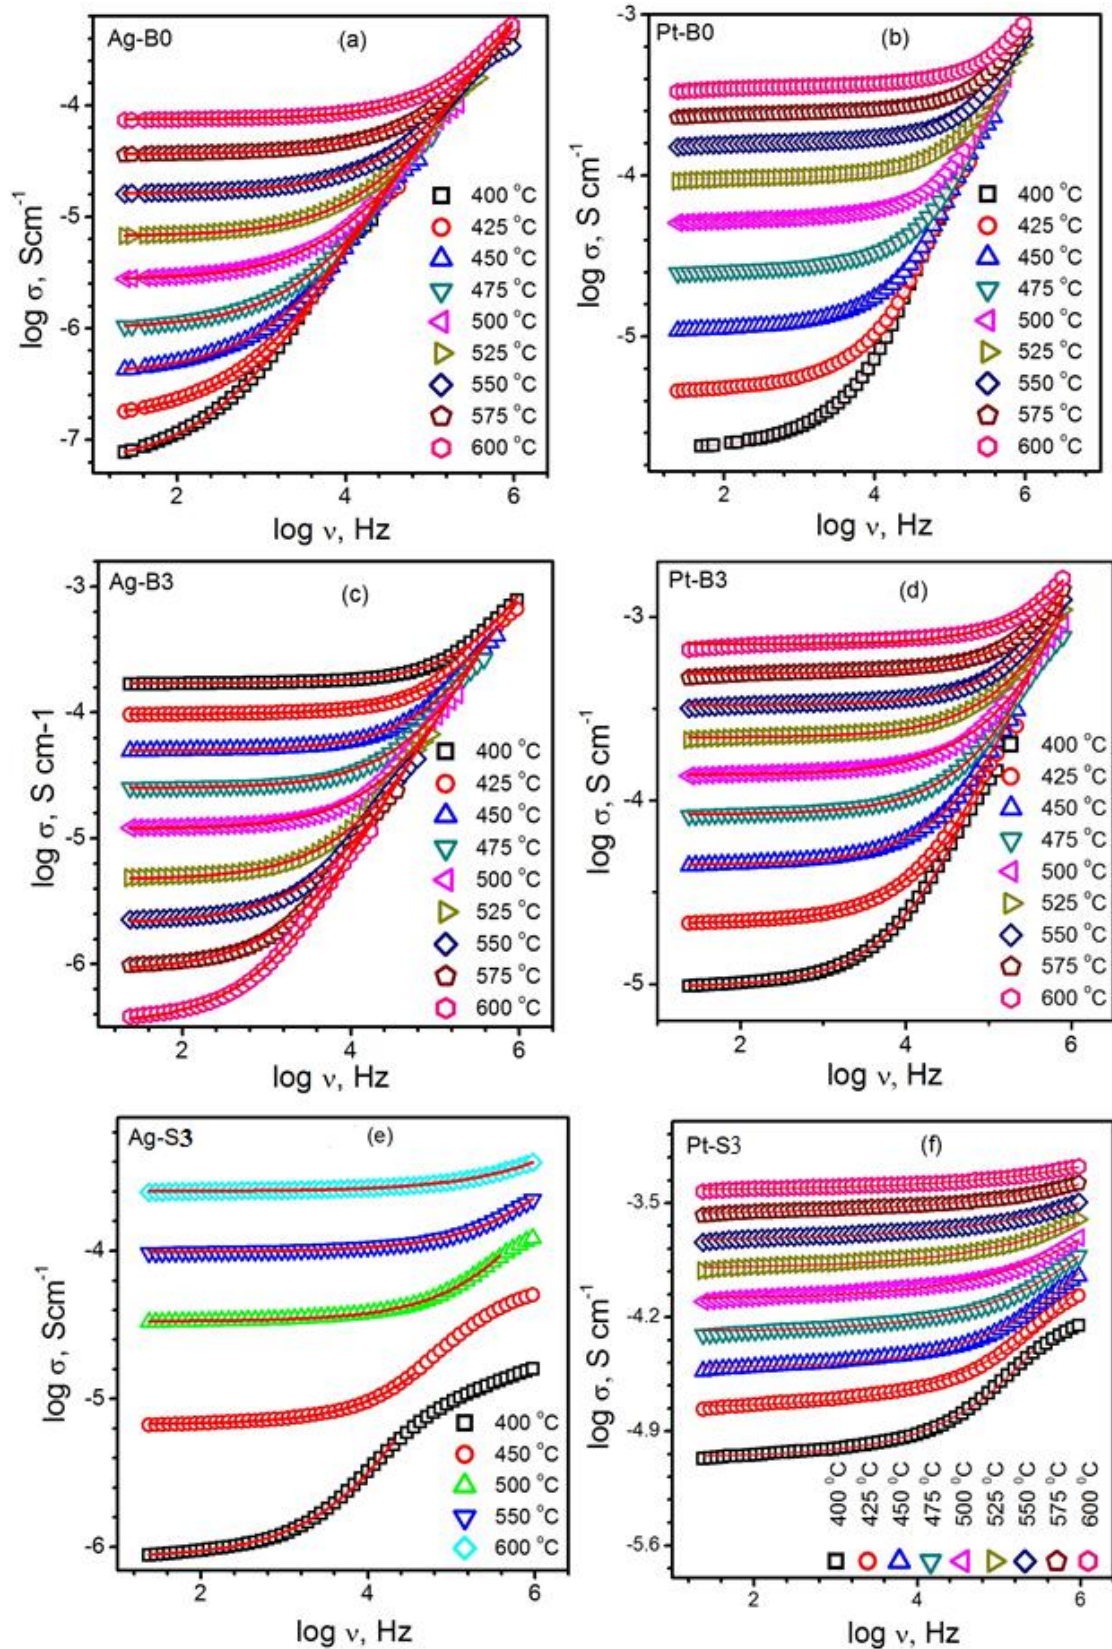 Ag-B0
(a)
-4
-5
-6
-7
log σ, Scm⁻¹
400 °C
425 °C
450 °C
475 °C
500 °C
525 °C
550 °C
575 °C
600 °C
2 4 6
log ν, Hz
Pt-B0
(b)
-3
-4
-5
log σ, S cm⁻¹
400 °C
425 °C
450 °C
475 °C
500 °C
525 °C
550 °C
575 °C
600 °C
2 4 6
log ν, Hz
Ag-B3
(c)
-3
-4
-5
-6
log σ, S cm-1
400 °C
425 °C
450 °C
475 °C
500 °C
525 °C
550 °C
575 °C
600 °C
2 4 6
log ν, Hz
Pt-B3
(d)
-3
-4
-5
log σ, S cm⁻¹
400 °C
425 °C
450 °C
475 °C
500 °C
525 °C
550 °C
575 °C
600 °C
2 4 6
log ν, Hz
Ag-S3
(e)
-4
-5
-6
log σ, Scm⁻¹
400 °C
450 °C
500 °C
550 °C
600 °C
2 4 6
log ν, Hz
Pt-S3
(f)
-3.5
-4.2
-4.9
-5.6
log σ, S cm⁻¹
400 °C
425 °C
450 °C
475 °C
500 °C
525 °C
550 °C
575 °C
600 °C
2 4 6
log ν, Hz